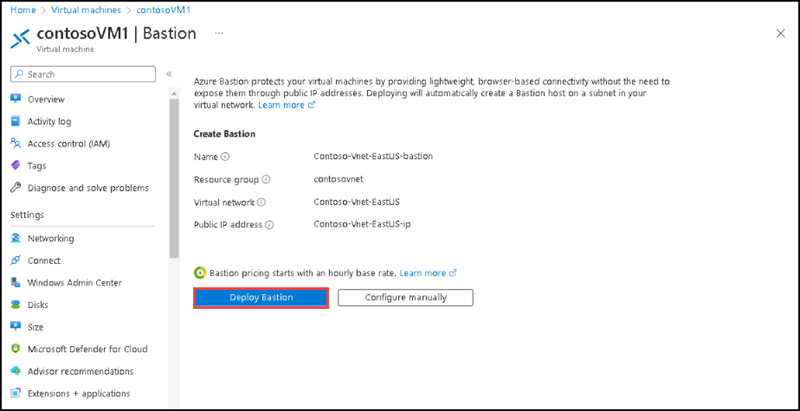 Home > Virtual machines > contosoVM1
contosoVM1 | Bastion ...
Virtual machine
Search
Overview
Activity log
Access control (IAM)
Tags
Diagnose and solve problems
Settings
Networking
Connect
Windows Admin Center
Disks
Size
Microsoft Defender for Cloud
Advisor recommendations
Extensions + applications
Azure Bastion protects your virtual machines by providing lightweight, browser-based connectivity without the need to
expose them through public IP addresses. Deploying will automatically create a Bastion host on a subnet in your
virtual network. Learn more
Create Bastion
Name Contoso-Vnet-EastUS-bastion
Resource group contosovnet
Virtual network Contoso-Vnet-EastUS
Public IP address Contoso-Vnet-EastUS-ip
Bastion pricing starts with an hourly base rate. Learn more
Deploy Bastion Configure manually